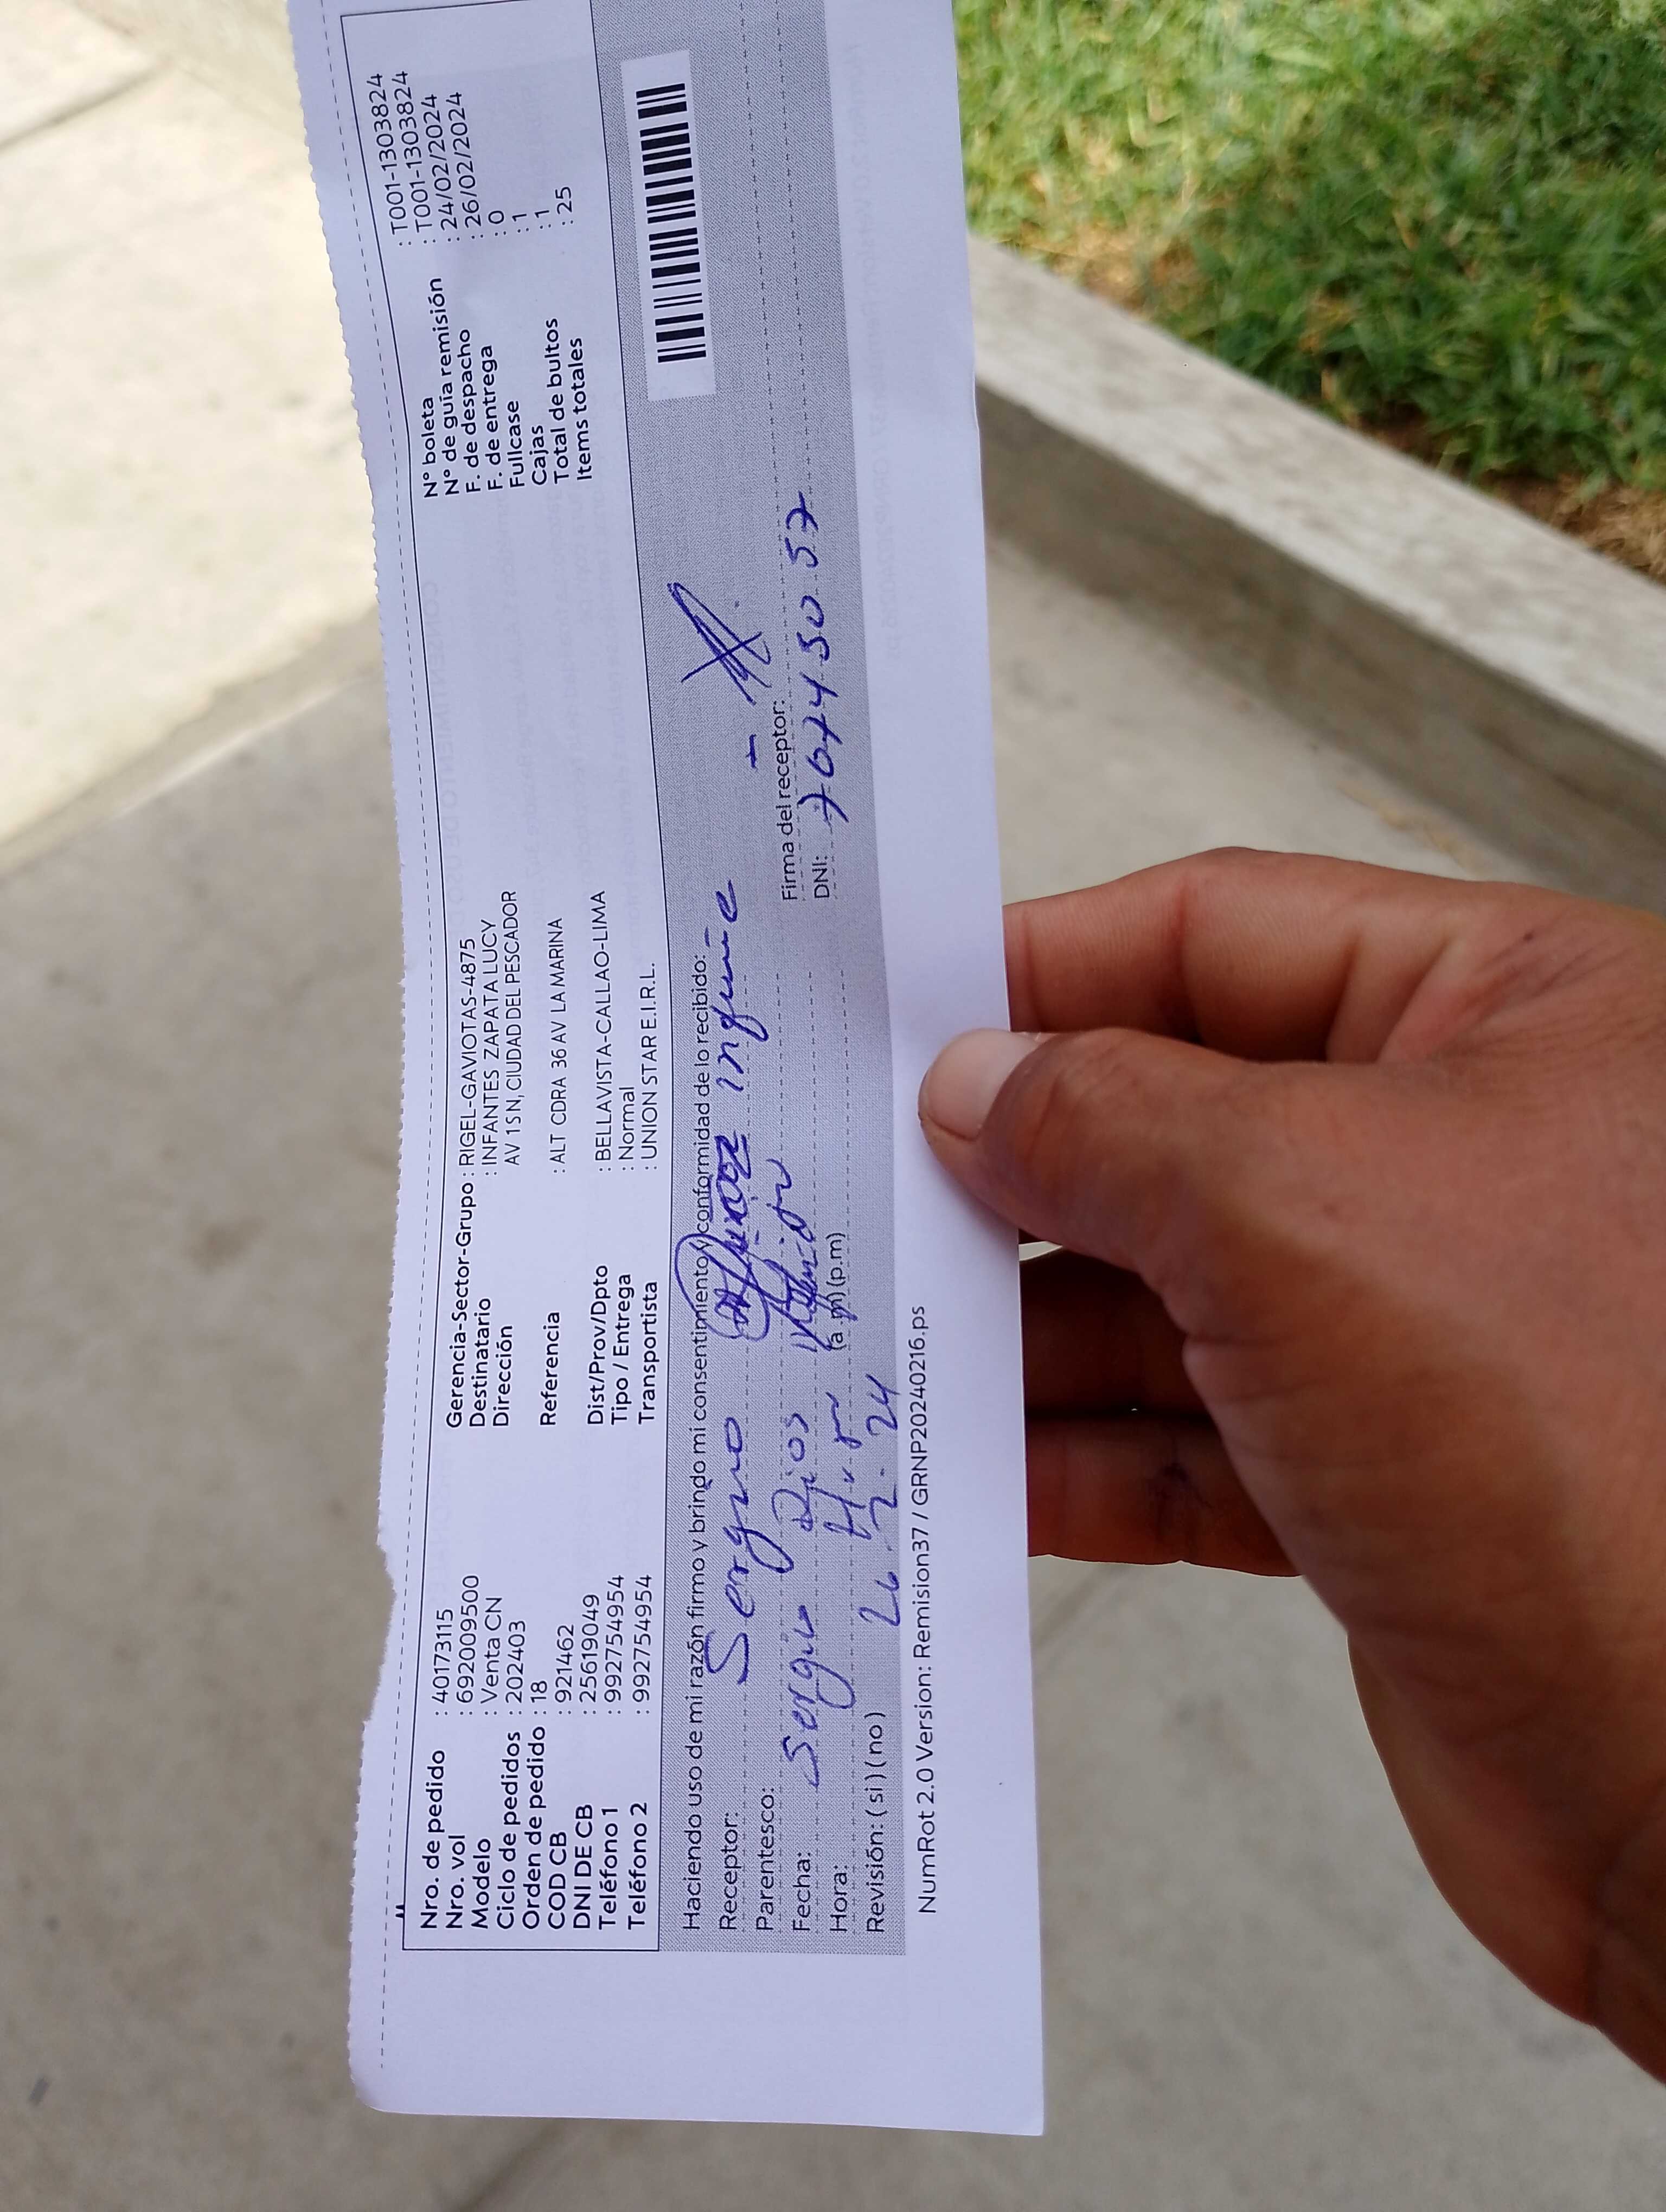 Nro. de pedido : 40173115
Nro. vol : 692009500
Modelo : Venta CN
Ciclo de pedidos : 202403
Orden de pedido : 18
COD CB : 921462
DNI DE CB : 25619049
Teléfono 1 : 992754954
Teléfono 2 : 992754954
Gerencia-Sector-Grupo : RIGEL-GAVIOTAS-4875
Destinatario : INFANTES ZAPATA LUCY
Dirección AV 1 S N, CIUDAD DEL PESCADOR
Referencia : ALT CDRA 36 AV LA MARINA
Dist/Prov/Dpto : BELLAVISTA-CALLAO-LIMA
Tipo / Entrega : Normal
Transportista : UNION STAR E.I.R.L.
N° boleta : T001-1303824
N° de guía remisión : T001-1303824
F. de despacho : 24/02/2024
F. de entrega : 26/02/2024
Fullcase : 0
Cajas : 1
Total de bultos : 1
Items totales : 25
Haciendo uso de mi razón firmo y brindo mi consentimiento y conformidad de lo recibido:
Receptor: Sergio
Parentesco:
Fecha: Sergio Rios
Hora: (a.m)(p.m)
Revisión: ( si ) ( no ) 26. 2. 24
Firma del receptor:
DNI: 70745057
NumRot 2.0 Version: Remision37 / GRNP20240216.ps